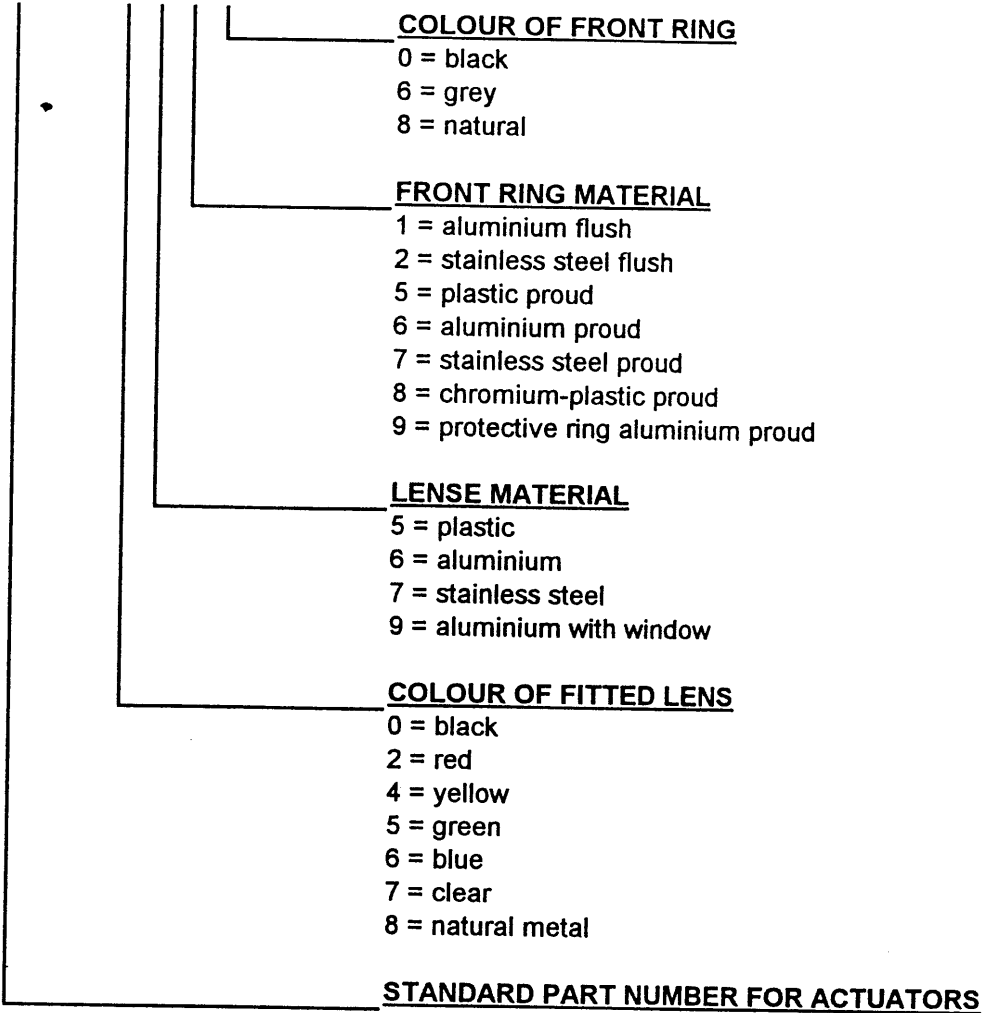 COLOUR OF FRONT RING
0 = black
6 = grey
8 = natural
FRONT RING MATERIAL
1 = aluminium flush
2 = stainless steel flush
5 = plastic proud
6 = aluminium proud
7 = stainless steel proud
8 = chromium-plastic proud
9 = protective ring aluminium proud
LENSE MATERIAL
5 = plastic
6 = aluminium
7 = stainless steel
9 = aluminium with window
COLOUR OF FITTED LENS
0 = black
2 = red
4 = yellow
5 = green
6 = blue
7 = clear
8 = natural metal
STANDARD PART NUMBER FOR ACTUATORS